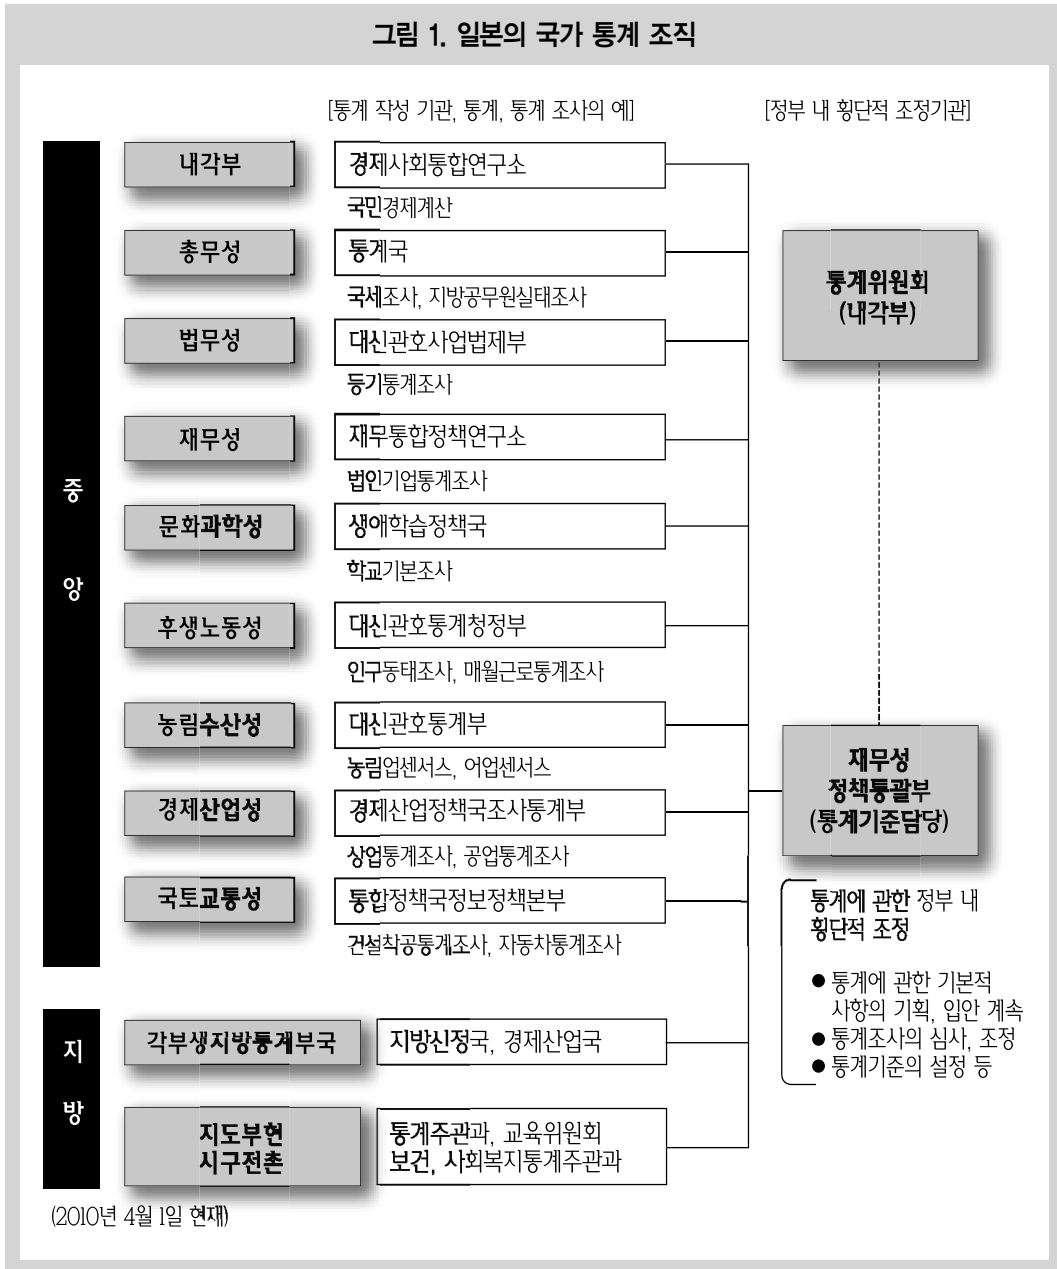 그림 1. 일본의 국가 통계 조직
[통계 작성 기관, 통계, 통계 조사의 예]
[정부 내 횡단적 조정기관]
중앙
내각부
경제사회통합연구소
국민경제계산
총무성
통계국
국세조사, 지방공무원실태조사
법무성
대신관호사업법제부
등기통계조사
재무성
재무통합정책연구소
법인기업통계조사
문화과학성
생애학습정책국
학교기본조사
후생노동성
대신관호통계청정부
인구동태조사, 매월근로통계조사
농림수산성
대신관호통계부
농림업센서스, 어업센서스
경제산업성
경제산업정책국조사통계부
상업통계조사, 공업통계조사
국토교통성
통합정책국정보정책본부
건설착공통계조사, 자동차통계조사
지방
각부생지방통계부국
지방신정국, 경제산업국
지도부현
시구전촌
통계주관과, 교육위원회
보건, 사회복지통계주관과
통계위원회
(내각부)
재무성
정책통괄부
(통계기준담당)
통계에 관한 정부 내
횡단적 조정
● 통계에 관한 기본적
사항의 기획, 입안 계속
● 통계조사의 심사, 조정
● 통계기준의 설정 등
(2010년 4월 1일 현재)